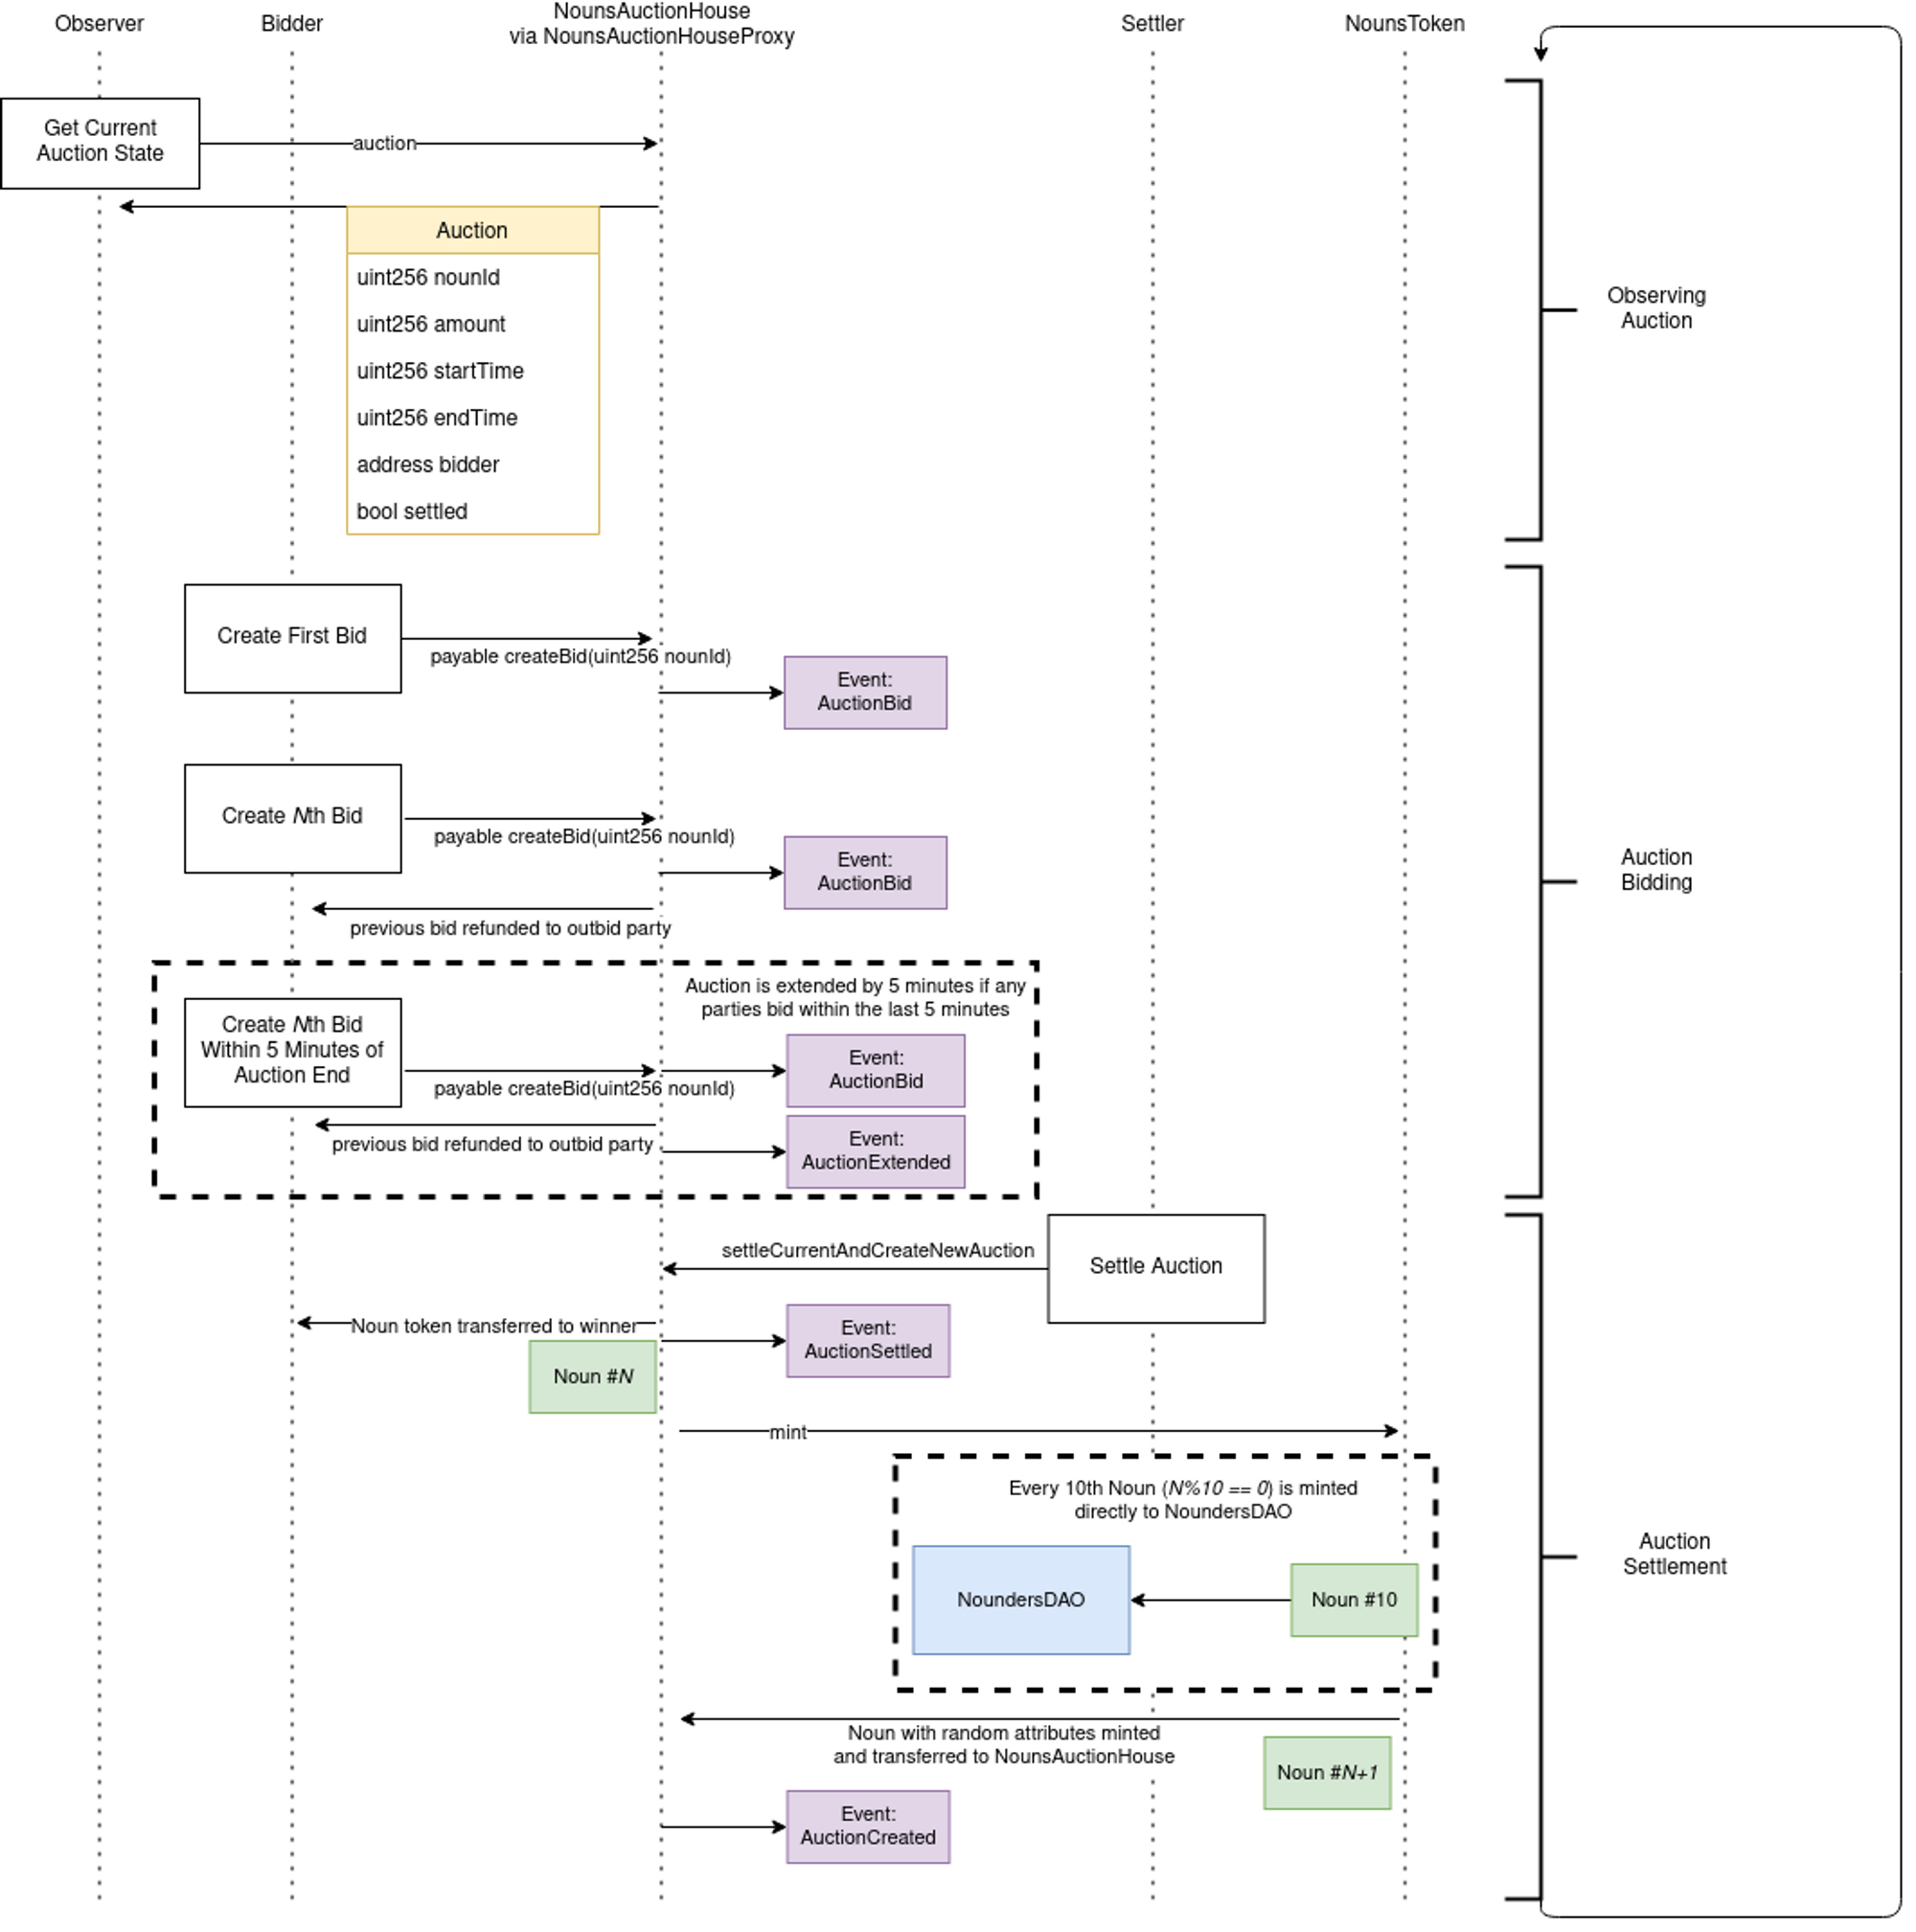 Observer
Bidder
NounsAuctionHouse
via NounsAuctionHouseProxy
Settler
NounsToken
Get Current
Auction State
auction
Auction
uint256 nounId
uint256 amount
uint256 startTime
uint256 endTime
address bidder
bool settled
Observing
Auction
Create First Bid
payable createBid(uint256 nounId)
Event:
AuctionBid
Create Nth Bid
payable createBid(uint256 nounId)
Event:
AuctionBid
previous bid refunded to outbid party
Auction
Bidding
Auction is extended by 5 minutes if any
parties bid within the last 5 minutes
Create Nth Bid
Within 5 Minutes of
Auction End
payable createBid(uint256 nounId)
Event:
AuctionBid
previous bid refunded to outbid party
Event:
AuctionExtended
settleCurrentAndCreateNewAuction
Settle Auction
Noun token transferred to winner
Event:
AuctionSettled
Noun #N
mint
Every 10th Noun (N%10 == 0) is minted
directly to NoundersDAO
NoundersDAO
Noun #10
Auction
Settlement
Noun with random attributes minted
and transferred to NounsAuctionHouse
Noun #N+1
Event:
AuctionCreated